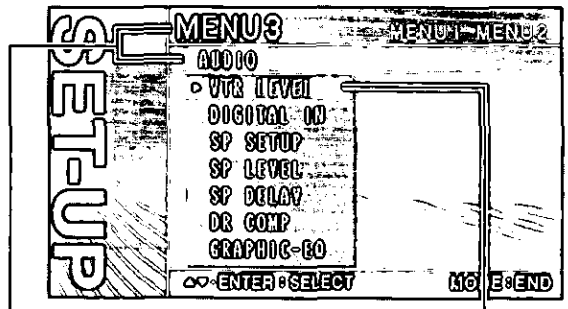 SET-UP
MENU3 MENU1-MENU2
AUDIO
▷ VTR LEVEL
DIGITAL IN
SP SETUP
SP LEVEL
SP DELAY
DR COMP
GRAPHIC-EQ
△▽·ENTER:SELECT :END